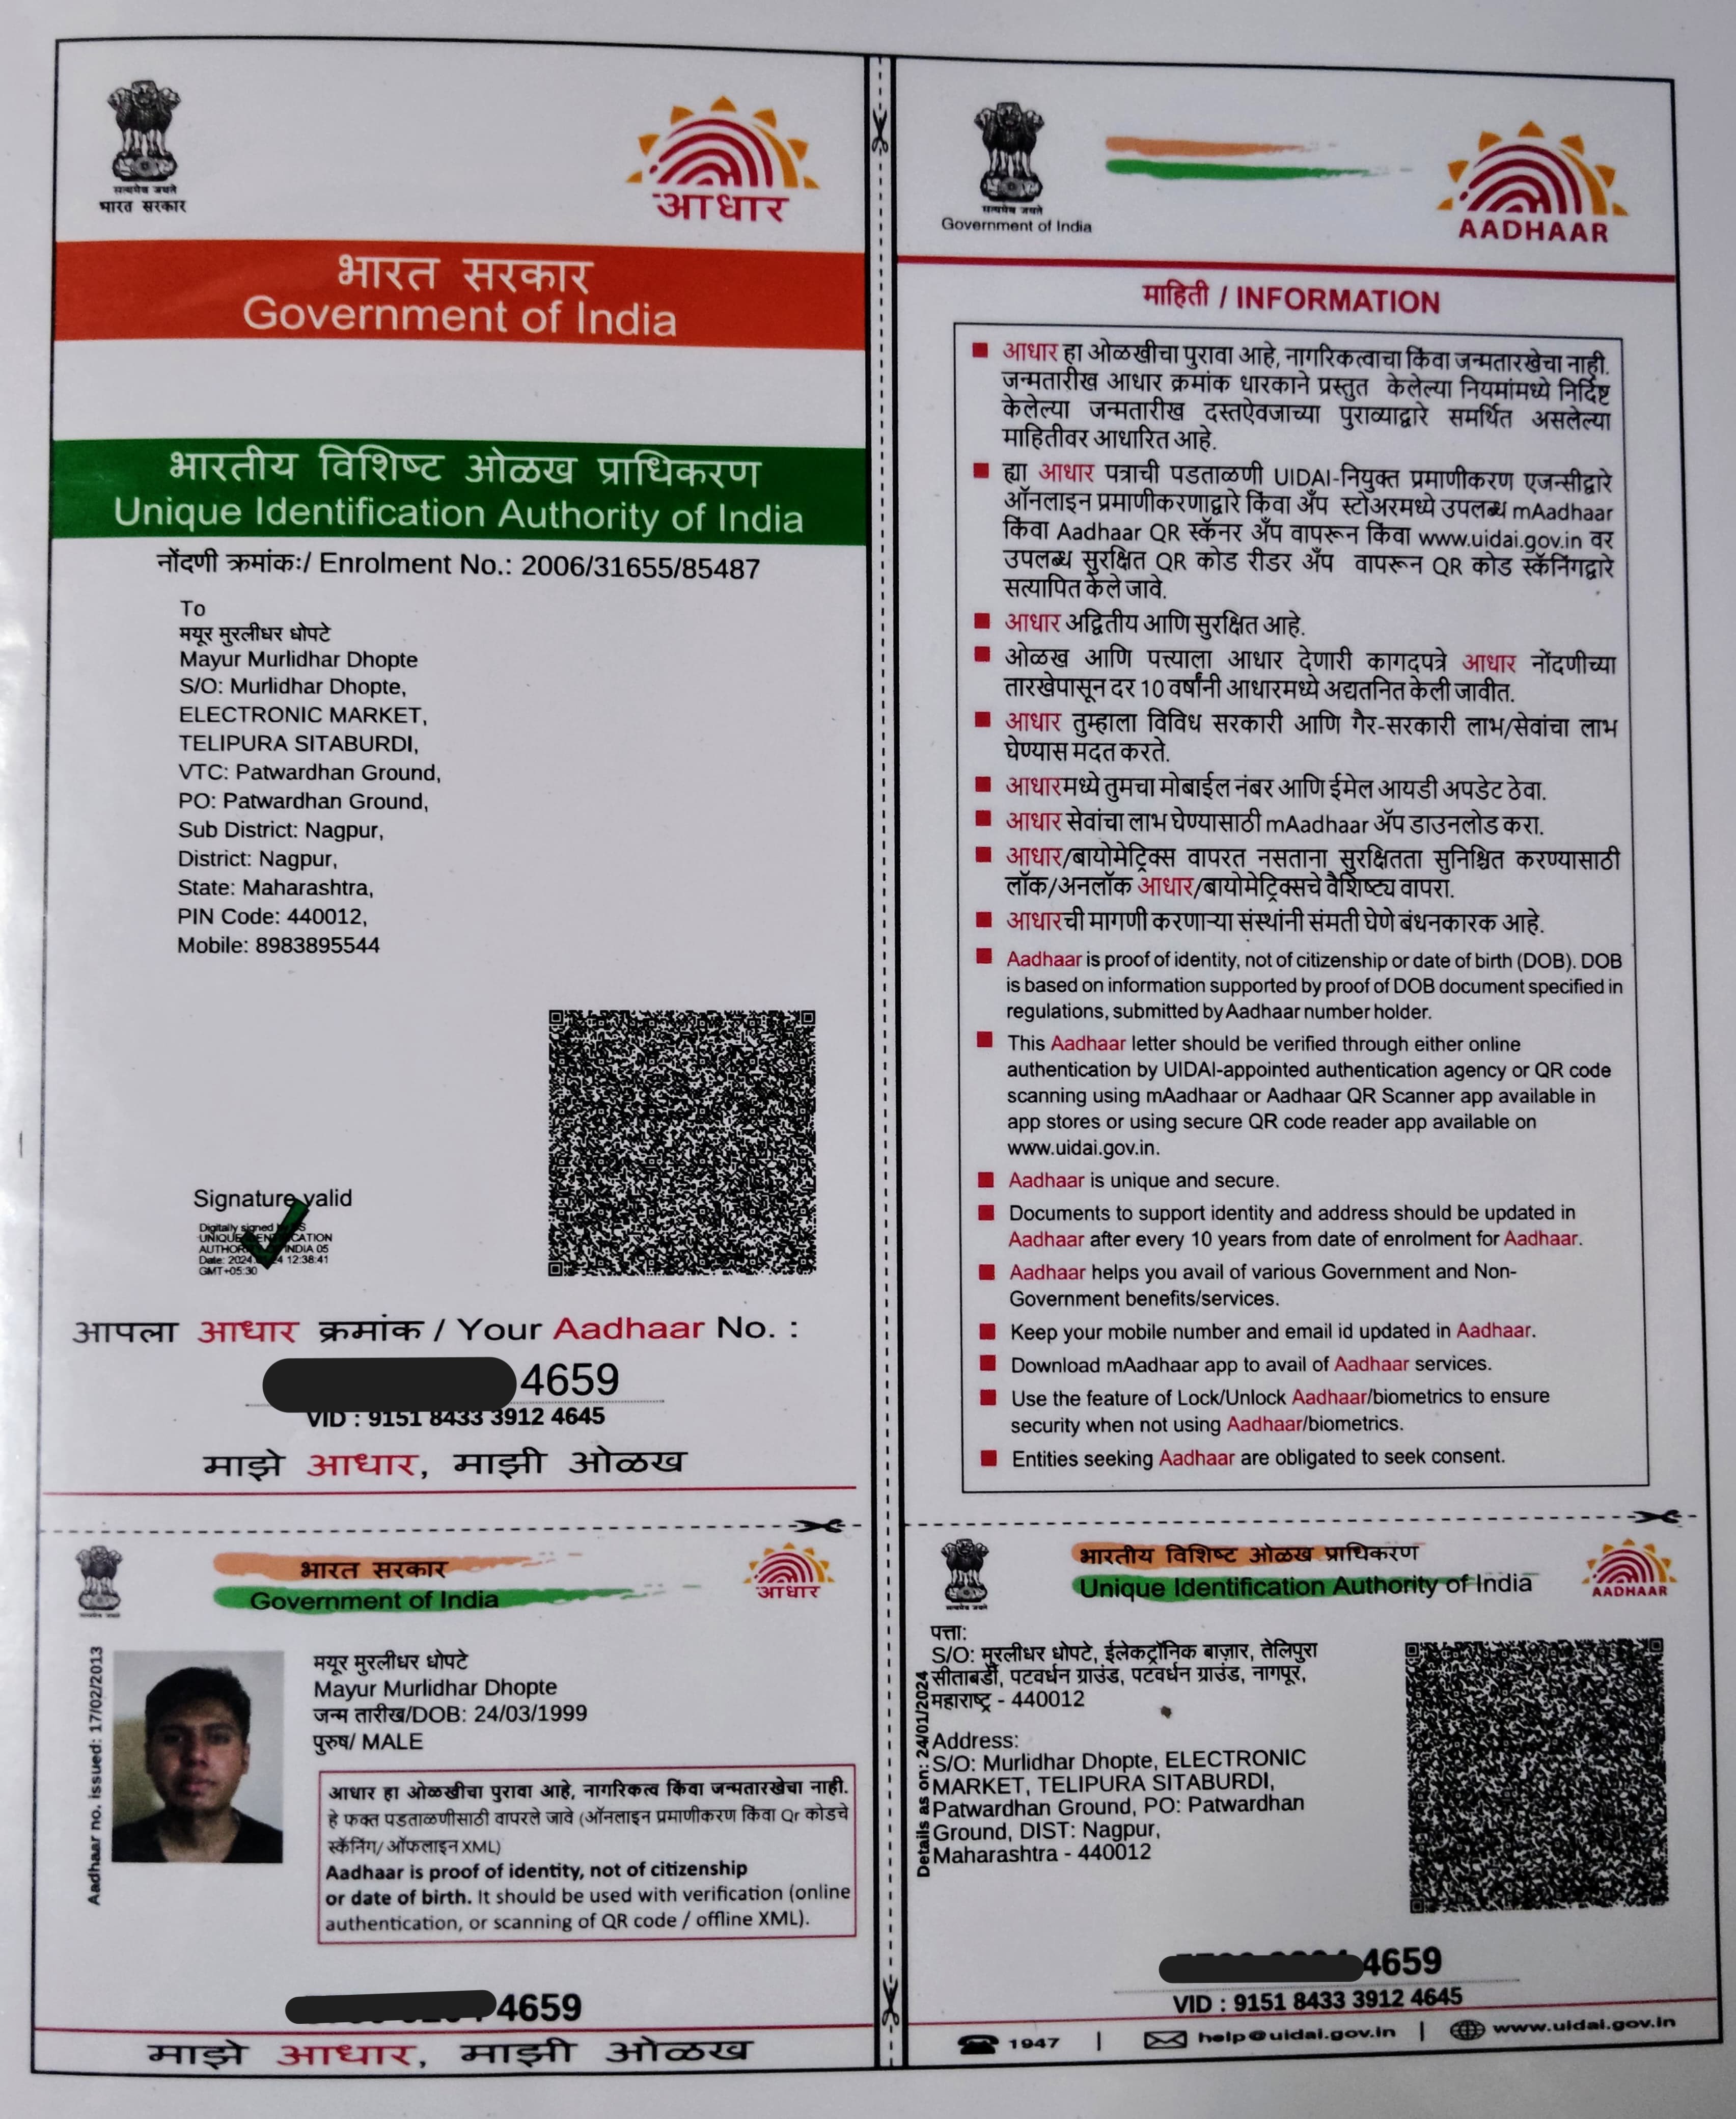 सत्यमेव जयते
भारत सरकार
आधार
भारत सरकार
Government of India
भारतीय विशिष्ट ओळख प्राधिकरण
Unique Identification Authority of India
नोंदणी क्रमांकः/ Enrolment No.: 2006/31655/85487
To
मयूर मुरलीधर धोपटे
Mayur Murlidhar Dhopte
S/O: Murlidhar Dhopte,
ELECTRONIC MARKET,
TELIPURA SITABURDI,
VTC: Patwardhan Ground,
PO: Patwardhan Ground,
Sub District: Nagpur,
District: Nagpur,
State: Maharashtra,
PIN Code: 440012,
Mobile: 8983895544
Signature valid
Digitally signed
UNIQUE
AUTHOR INDIA 05
Date: 2024 12:38:41
GMT+05:30
आपला आधार क्रमांक / Your Aadhaar No. :
4659
VID : 9151 8433 3912 4645
माझे आधार, माझी ओळख
सत्यमेव जयते
Government of India
AADHAAR
माहिती / INFORMATION
आधार हा ओळखीचा पुरावा आहे, नागरिकत्वाचा किंवा जन्मतारखेचा नाही.
जन्मतारीख आधार क्रमांक धारकाने प्रस्तुत केलेल्या नियमांमध्ये निर्दिष्ट
केलेल्या जन्मतारीख दस्तऐवजाच्या पुराव्याद्वारे समर्थित असलेल्या
माहितीवर आधारित आहे.
ह्या आधार पत्राची पडताळणी UIDAI-नियुक्त प्रमाणीकरण एजन्सीद्वारे
ऑनलाइन प्रमाणीकरणाद्वारे किंवा अ‍ॅप स्टोअरमध्ये उपलब्ध mAadhaar
किंवा Aadhaar QR स्कॅनर अ‍ॅप वापरून किंवा www.uidai.gov.in वर
उपलब्ध सुरक्षित QR कोड रीडर अ‍ॅप वापरून QR कोड स्कॅनिंगद्वारे
सत्यापित केले जावे.
आधार अद्वितीय आणि सुरक्षित आहे.
ओळख आणि पत्त्याला आधार देणारी कागदपत्रे आधार नोंदणीच्या
तारखेपासून दर 10 वर्षांनी आधारमध्ये अद्यतनित केली जावीत.
आधार तुम्हाला विविध सरकारी आणि गैर-सरकारी लाभ/सेवांचा लाभ
घेण्यास मदत करते.
आधारमध्ये तुमचा मोबाईल नंबर आणि ईमेल आयडी अपडेट ठेवा.
आधार सेवांचा लाभ घेण्यासाठी mAadhaar अ‍ॅप डाउनलोड करा.
आधार/बायोमेट्रिक्स वापरत नसताना सुरक्षितता सुनिश्चित करण्यासाठी
लॉक/अनलॉक आधार/बायोमेट्रिक्सचे वैशिष्ट्य वापरा.
आधारची मागणी करणाऱ्या संस्थांनी संमती घेणे बंधनकारक आहे.
Aadhaar is proof of identity, not of citizenship or date of birth (DOB). DOB
is based on information supported by proof of DOB document specified in
regulations, submitted by Aadhaar number holder.
This Aadhaar letter should be verified through either online
authentication by UIDAI-appointed authentication agency or QR code
scanning using mAadhaar or Aadhaar QR Scanner app available in
app stores or using secure QR code reader app available on
www.uidai.gov.in.
Aadhaar is unique and secure.
Documents to support identity and address should be updated in
Aadhaar after every 10 years from date of enrolment for Aadhaar.
Aadhaar helps you avail of various Government and Non-
Government benefits/services.
Keep your mobile number and email id updated in Aadhaar.
Download mAadhaar app to avail of Aadhaar services.
Use the feature of Lock/Unlock Aadhaar/biometrics to ensure
security when not using Aadhaar/biometrics.
Entities seeking Aadhaar are obligated to seek consent.
भारत सरकार
Government of India
आधार
Aadhaar no. issued: 17/02/2013
मयूर मुरलीधर धोपटे
Mayur Murlidhar Dhopte
जन्म तारीख/DOB: 24/03/1999
पुरुष/ MALE
आधार हा ओळखीचा पुरावा आहे, नागरिकत्व किंवा जन्मतारखेचा नाही.
हे फक्त पडताळणीसाठी वापरले जावे (ऑनलाइन प्रमाणीकरण किंवा Qr कोडचे
स्कॅनिंग/ ऑफलाइन XML)
Aadhaar is proof of identity, not of citizenship
or date of birth. It should be used with verification (online
authentication, or scanning of QR code / offline XML).
4659
माझे आधार, माझी ओळख
भारतीय विशिष्ट ओळख प्राधिकरण
Unique Identification Authority of India
AADHAAR
Details as on: 24/01/2024
पत्ता:
S/O: मुरलीधर धोपटे, ईलेकट्रॉनिक बाज़ार, तेलिपुरा
सीताबर्डी, पटवर्धन ग्राउंड, पटवर्धन ग्राउंड, नागपूर,
महाराष्ट्र - 440012
Address:
S/O: Murlidhar Dhopte, ELECTRONIC
MARKET, TELIPURA SITABURDI,
Patwardhan Ground, PO: Patwardhan
Ground, DIST: Nagpur,
Maharashtra - 440012
4659
VID : 9151 8433 3912 4645
1947 | help@uidai.gov.in | www.uidai.gov.in